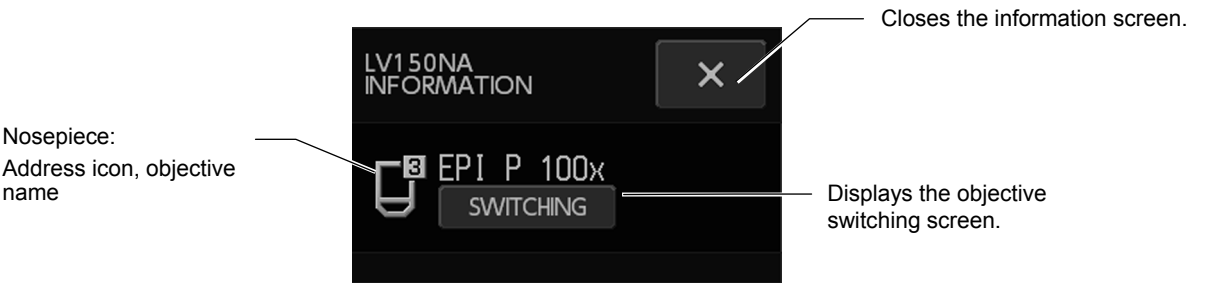 Closes the information screen.
LV150NA
INFORMATION
Nosepiece:
Address icon, objective
name
3
EPI P 100x
SWITCHING
Displays the objective
switching screen.